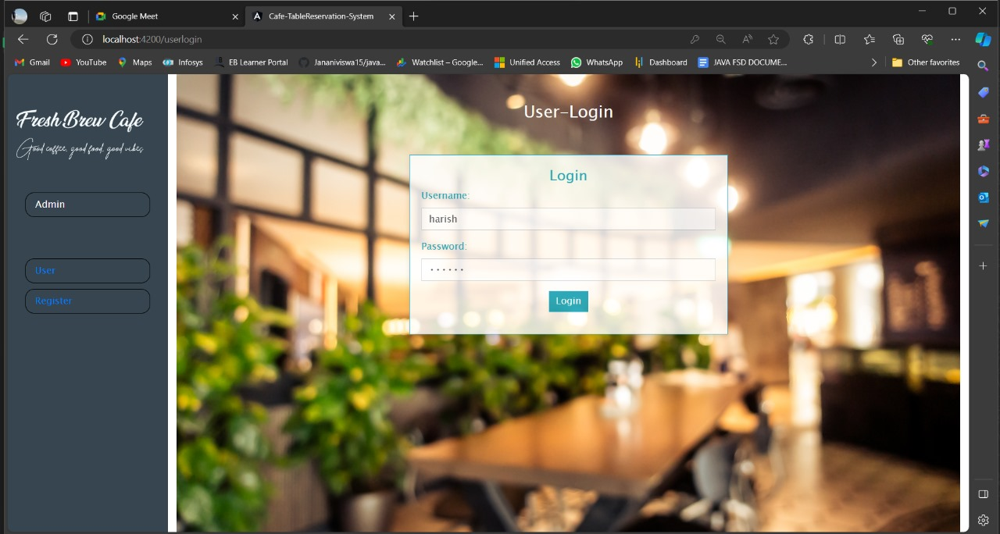 Google Meet
Cafe-TableReservation-System
localhost:4200/userlogin
Gmail YouTube Maps Infosys EB Learner Portal Jananiviswa15/java... Watchlist – Google... Unified Access WhatsApp Dashboard JAVA FSD DOCUME... Other favorites
Fresh Brew Cafe
Good coffee, good food, good vibes
Admin
User
Register
User-Login
Login
Username:
harish
Password:
Login